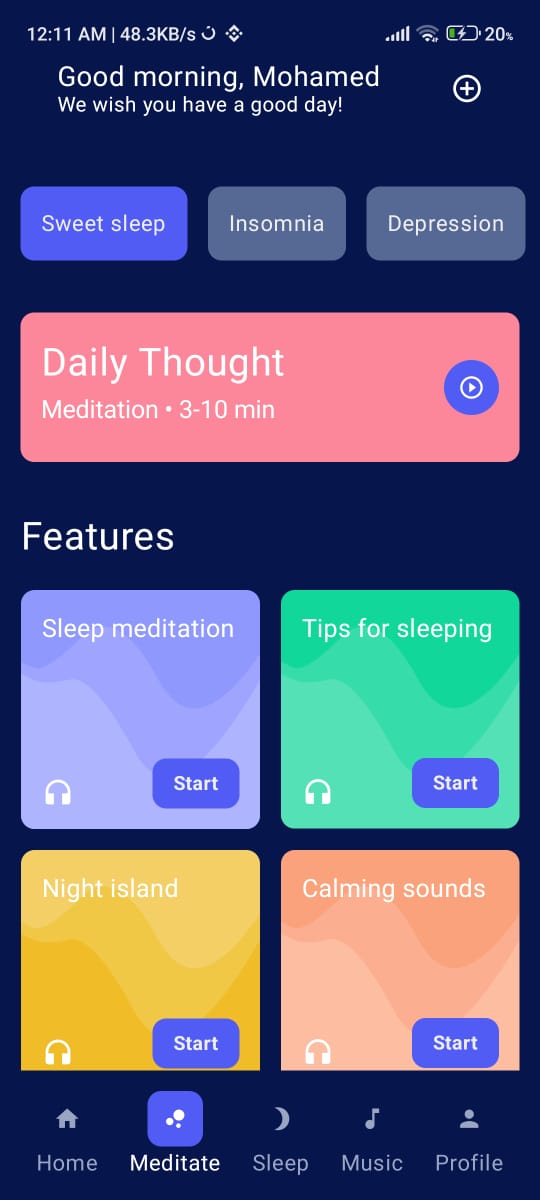 12:11 AM | 48.3KB/s
20%
Good morning, Mohamed
We wish you have a good day!
Sweet sleep
Insomnia
Depression
Daily Thought
Meditation • 3-10 min
Features
Sleep meditation
Tips for sleeping
Start
Start
Night island
Calming sounds
Start
Start
Home
Meditate
Sleep
Music
Profile